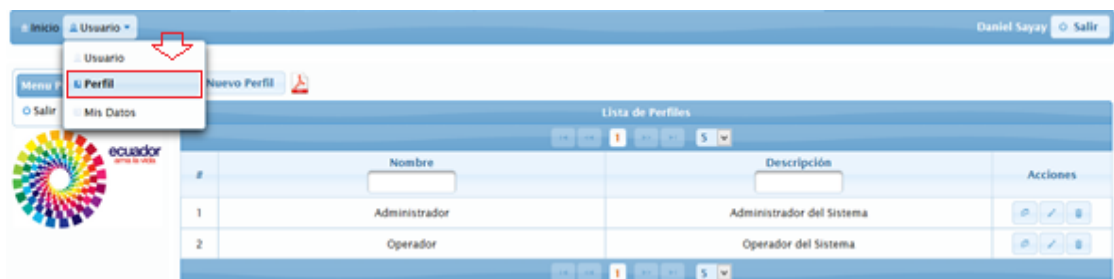 Inicio Usuario Daniel Sayay Salir
Usuario
Menu Perfil Nuevo Perfil
Salir Mis Datos
Lista de Perfiles
1 5
ecuador
ama la vida
# Nombre Descripción Acciones
1 Administrador Administrador del Sistema
2 Operador Operador del Sistema
1 5